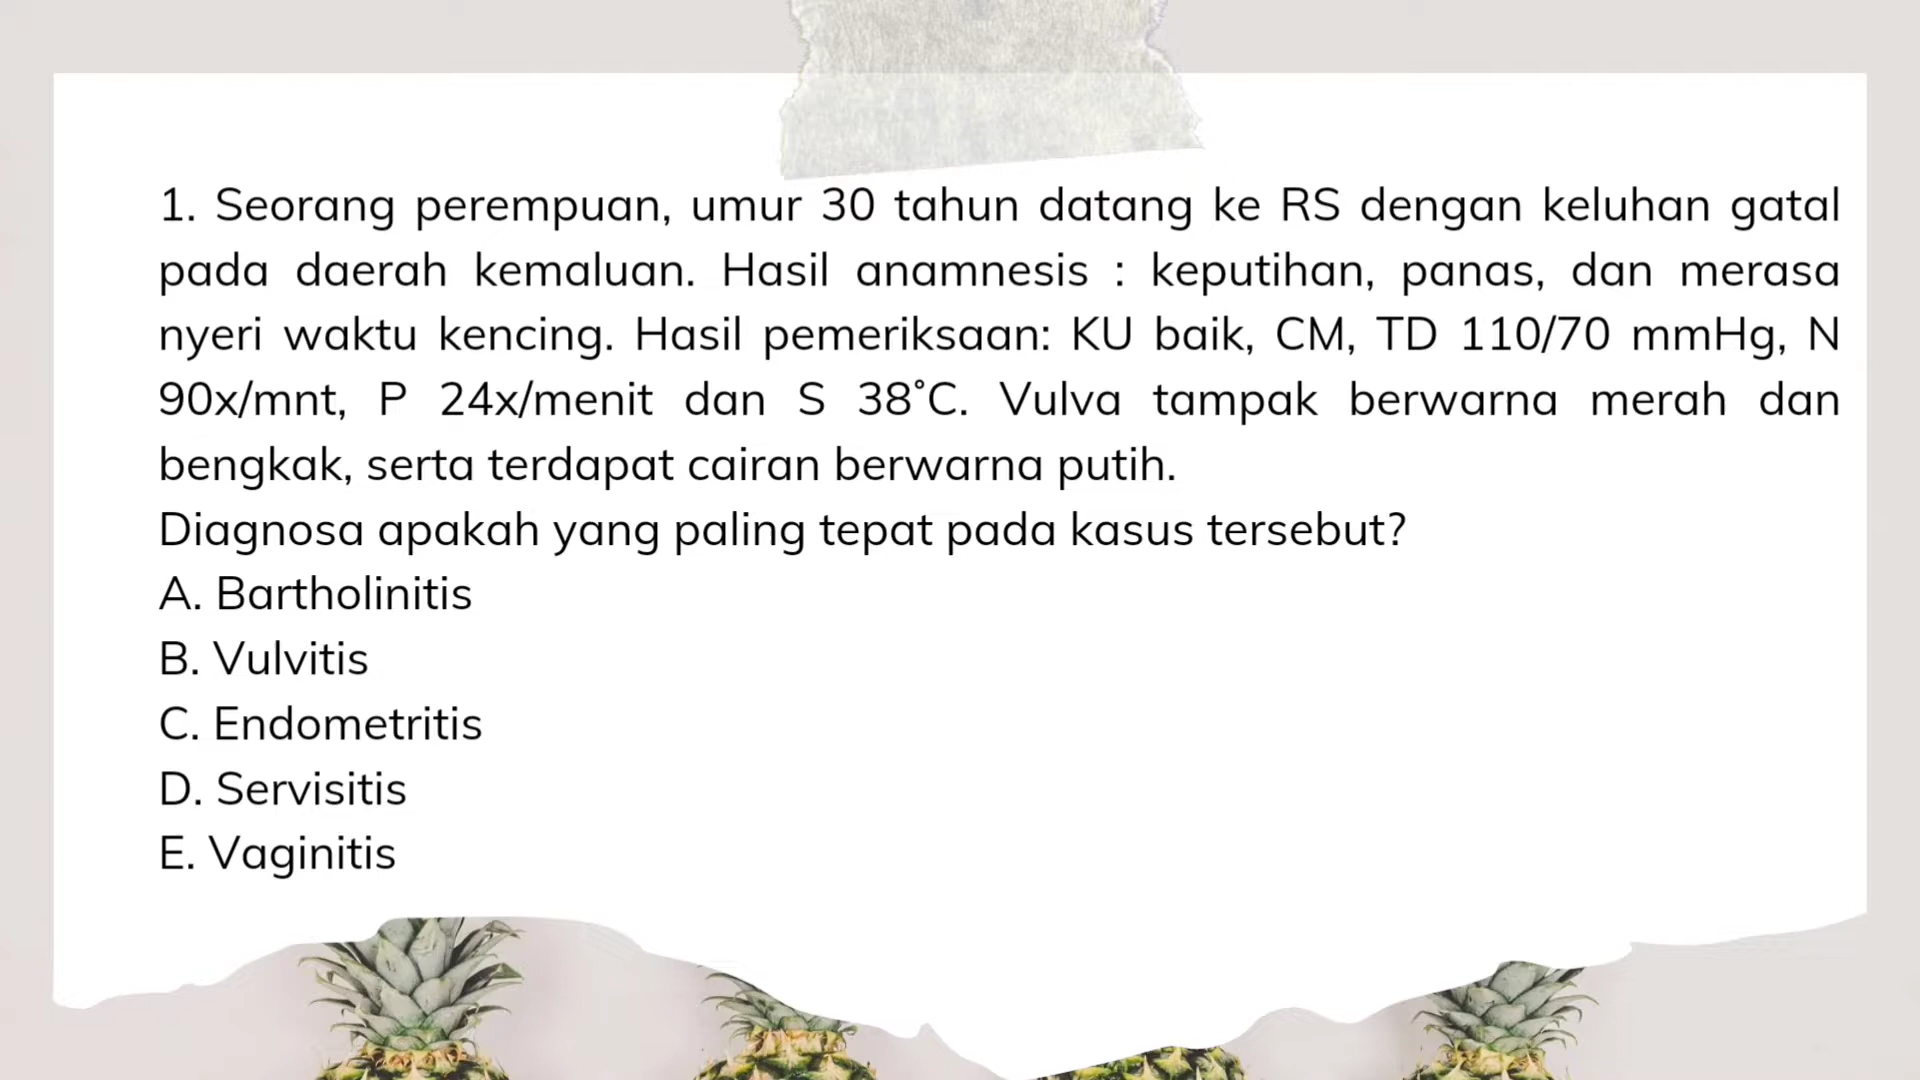 1. Seorang perempuan, umur 30 tahun datang ke RS dengan keluhan gatal
pada daerah kemaluan. Hasil anamnesis : keputihan, panas, dan merasa
nyeri waktu kencing. Hasil pemeriksaan: KU baik, CM, TD 110/70 mmHg, N
90x/mnt, P 24x/menit dan S 38°C. Vulva tampak berwarna merah dan
bengkak, serta terdapat cairan berwarna putih.
Diagnosa apakah yang paling tepat pada kasus tersebut?
A. Bartholinitis
B. Vulvitis
C. Endometritis
D. Servisitis
E. Vaginitis